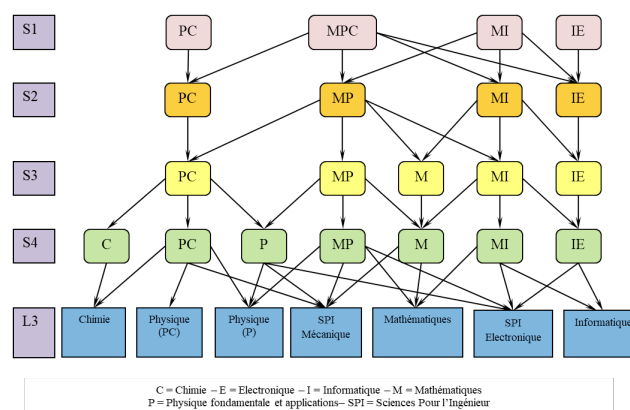 S1 PC MPC MI IE
S2 PC MP MI IE
S3 PC MP M MI IE
S4 C PC P MP M MI IE
L3 Chimie Physique (PC) Physique (P) SPI Mécanique Mathématiques SPI Electronique Informatique
C = Chimie – E = Electronique – I = Informatique – M = Mathématiques
P = Physique fondamentale et applications– SPI = Sciences Pour l'Ingénieur